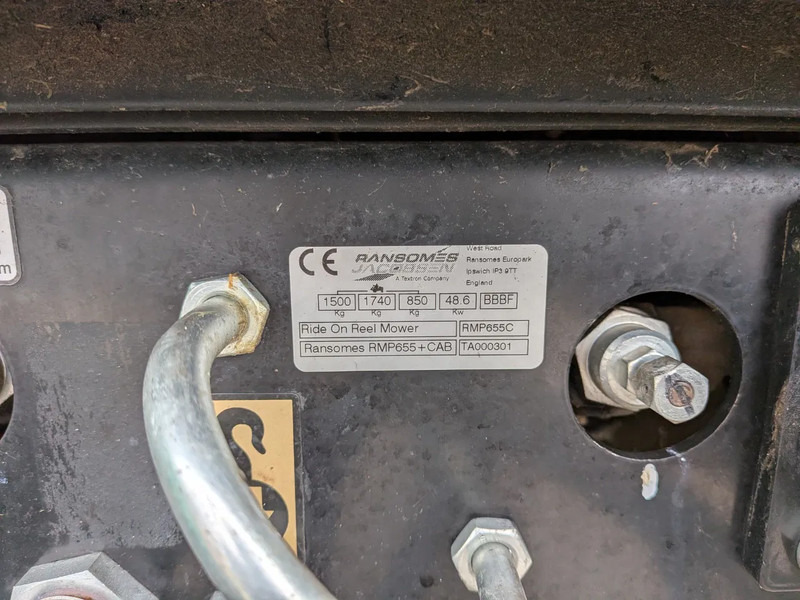 m
CE RANSOMES
JACOBSEN
A Textron Company
West Road
Ransomes Europark
Ipswich IP3 9TT
England
1500 1740 850 48.6 BBBF
Kg Kg Kg Kw
Ride On Reel Mower RMP655C
Ransomes RMP655+CAB TA000301